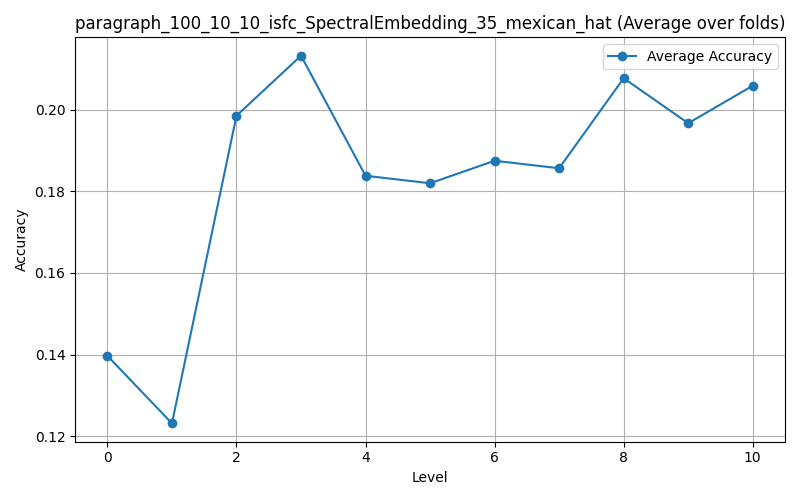 paragraph_100_10_10_isfc_SpectralEmbedding_35_mexican_hat (Average over folds)
Average Accuracy
Accuracy
0.20
0.18
0.16
0.14
0.12
0 2 4 6 8 10
Level